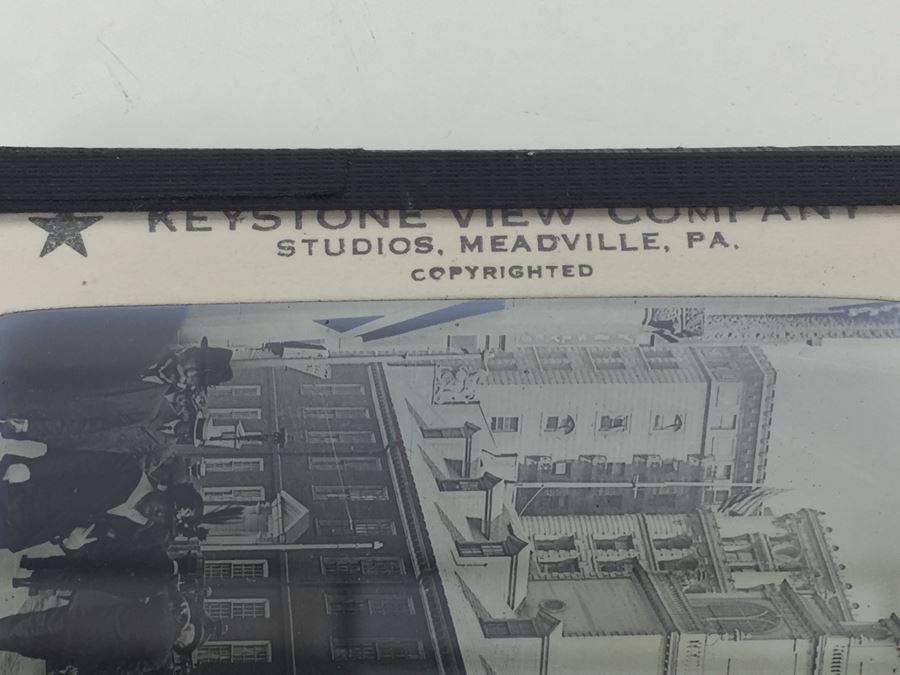 KEYSTONE VIEW COMPANY
STUDIOS, MEADVILLE, PA.
COPYRIGHTED